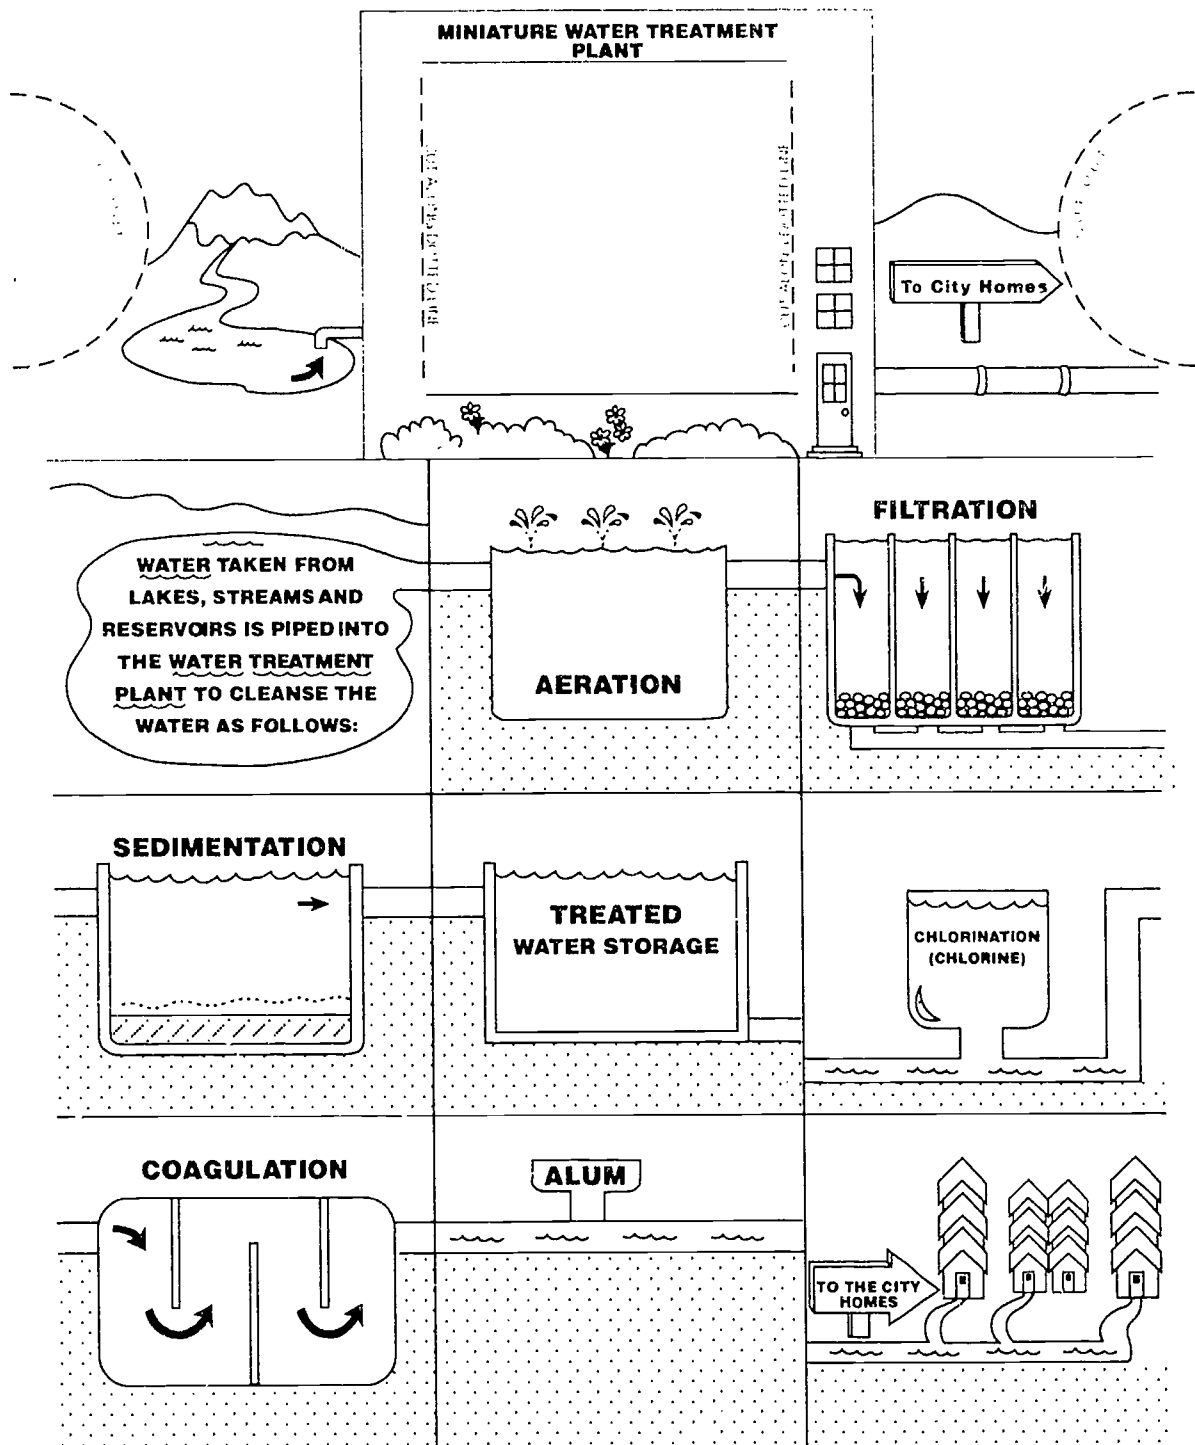 MINIATURE WATER TREATMENT
PLANT
To City Homes
WATER TAKEN FROM
LAKES, STREAMS AND
RESERVOIRS IS PIPED INTO
THE WATER TREATMENT
PLANT TO CLEANSE THE
WATER AS FOLLOWS:
AERATION
FILTRATION
SEDIMENTATION
TREATED
WATER STORAGE
CHLORINATION
(CHLORINE)
COAGULATION
ALUM
TO THE CITY
HOMES